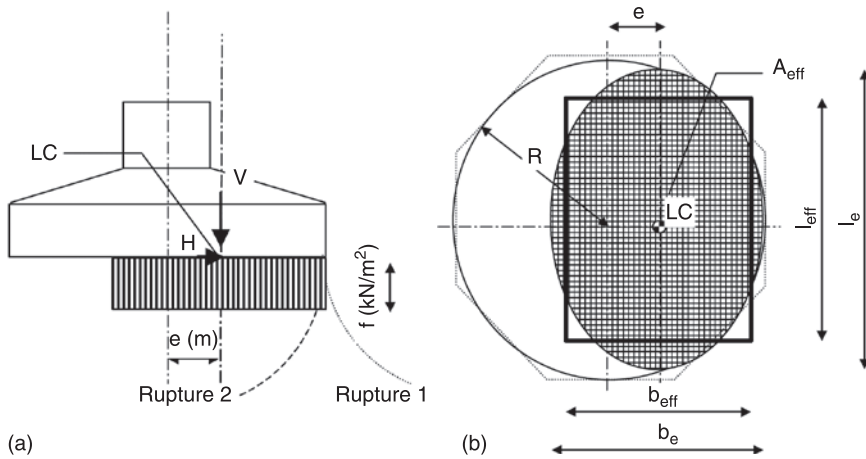 LC
V
H
f (kN/m²)
e (m)
Rupture 2
Rupture 1
(a)
e
A_eff
R
LC
l_eff
l_e
b_eff
b_e
(b)